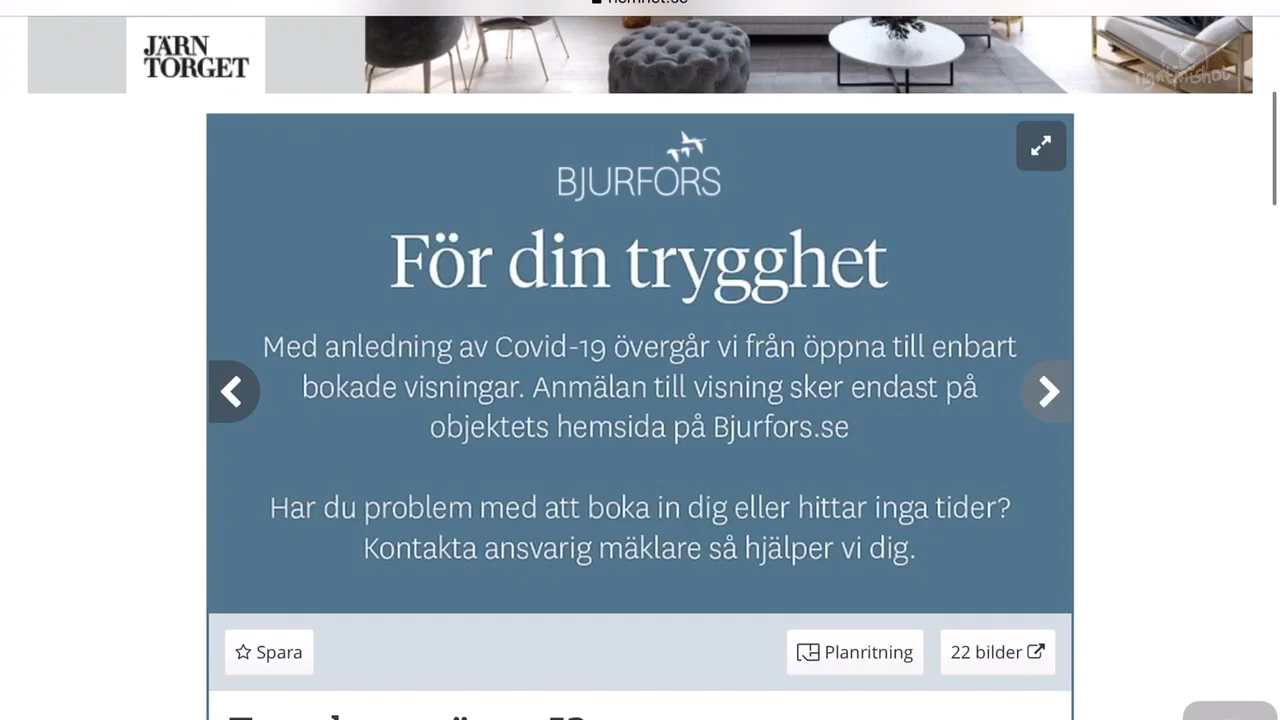 JÄRN
TORGET
BJURFORS
För din trygghet
Med anledning av Covid-19 övergår vi från öppna till enbart
bokade visningar. Anmälan till visning sker endast på
objektets hemsida på Bjurfors.se
Har du problem med att boka in dig eller hittar inga tider?
Kontakta ansvarig mäklare så hjälper vi dig.
Spara
Planritning
22 bilder